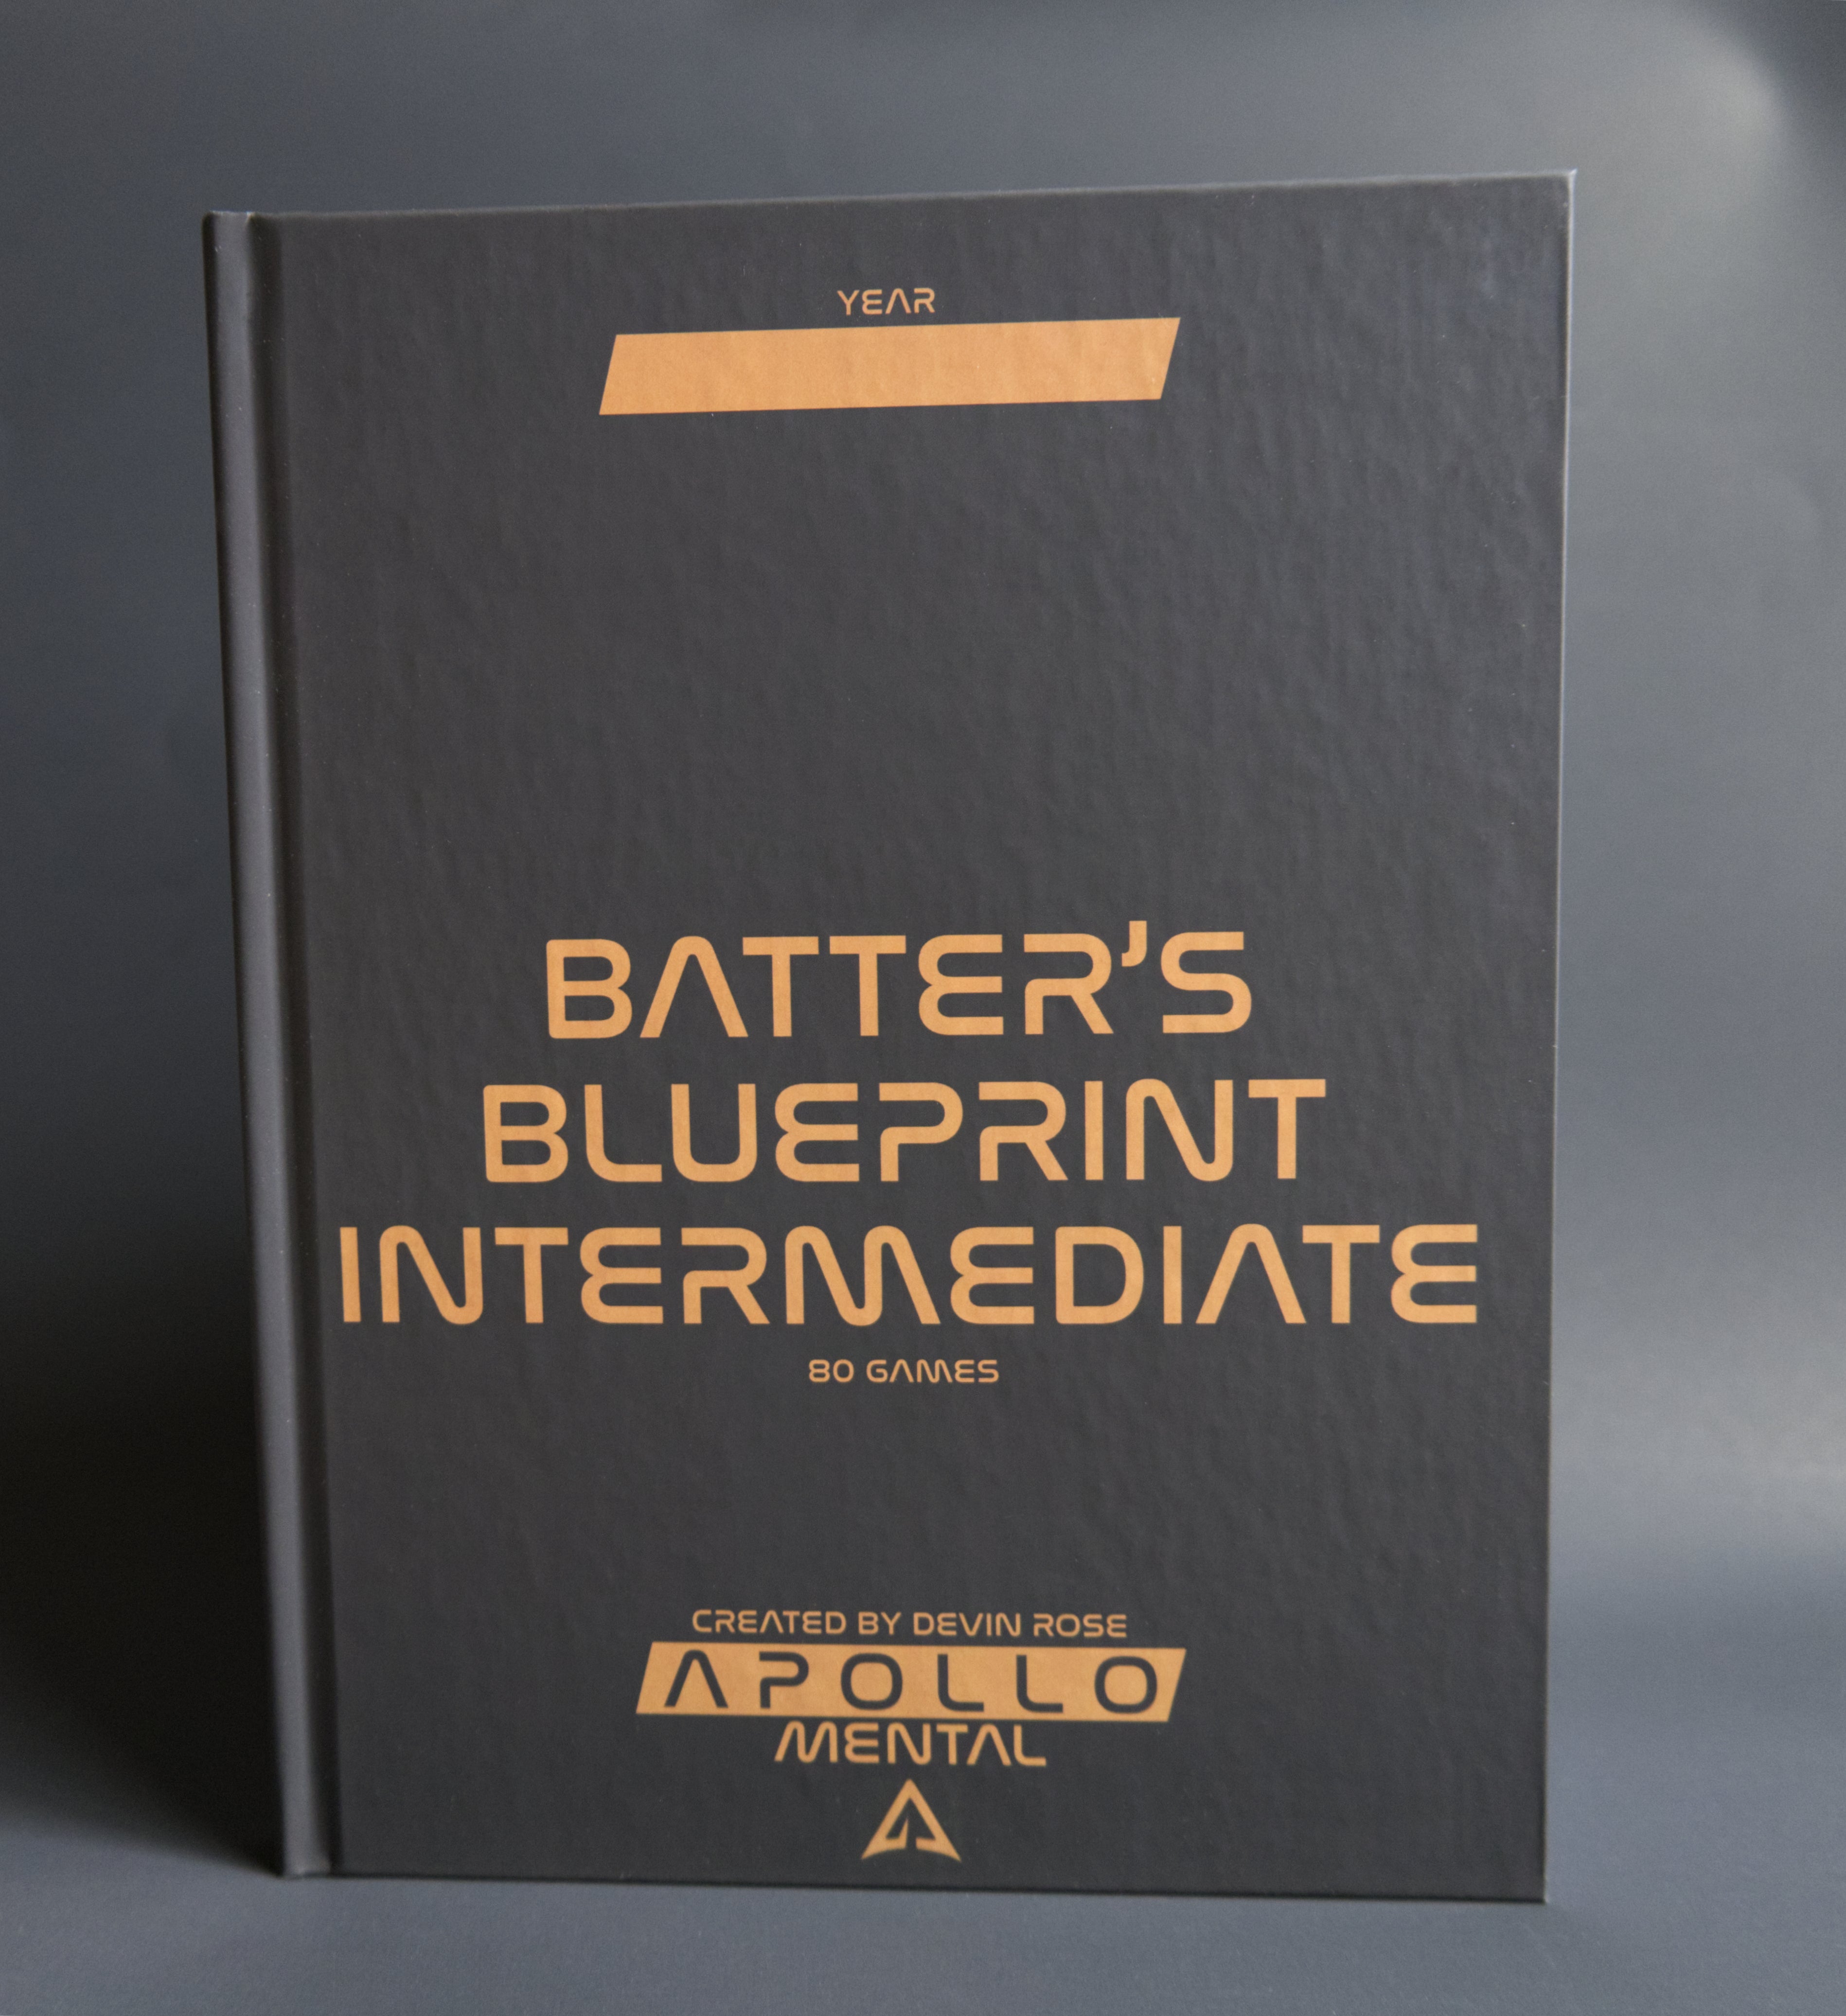 YEAR
BATTER'S
BLUEPRINT
INTERMEDIATE
80 GAMES
CREATED BY DEVIN ROSE
APOLLO
MENTAL